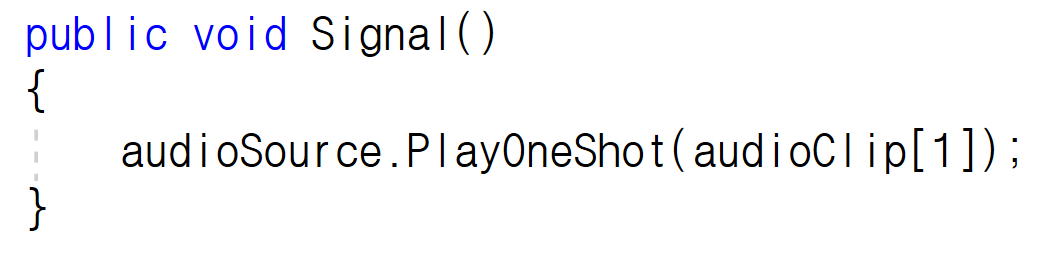 public void Signal()
{
audioSource.PlayOneShot(audioClip[1]);
}